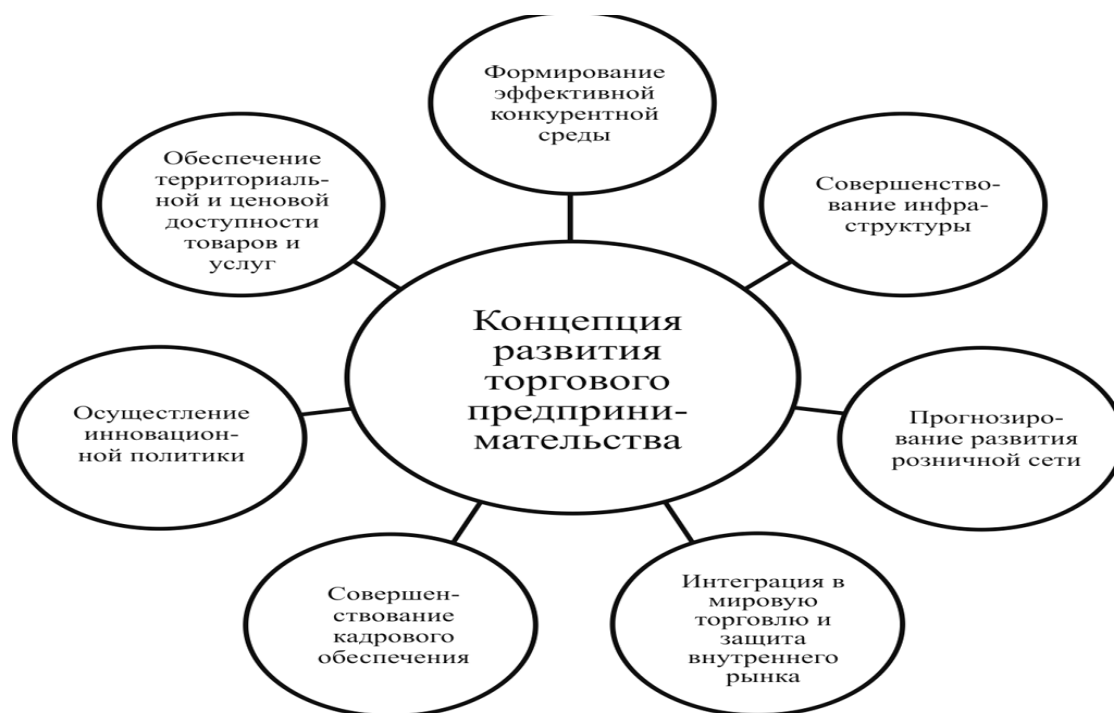 Формирование
эффективной
конкурентной
среды
Обеспечение
территориаль-
ной и ценовой
доступности
товаров и
услуг
Совершенство-
вание инфра-
структуры
Концепция
развития
торгового
предприни-
мательства
Осущестление
инновацион-
ной политики
Прогнозиро-
вание развития
розничной сети
Совершен-
ствование
кадрового
обеспечения
Интеграция в
мировую
торговлю и
защита
внутреннего
рынка